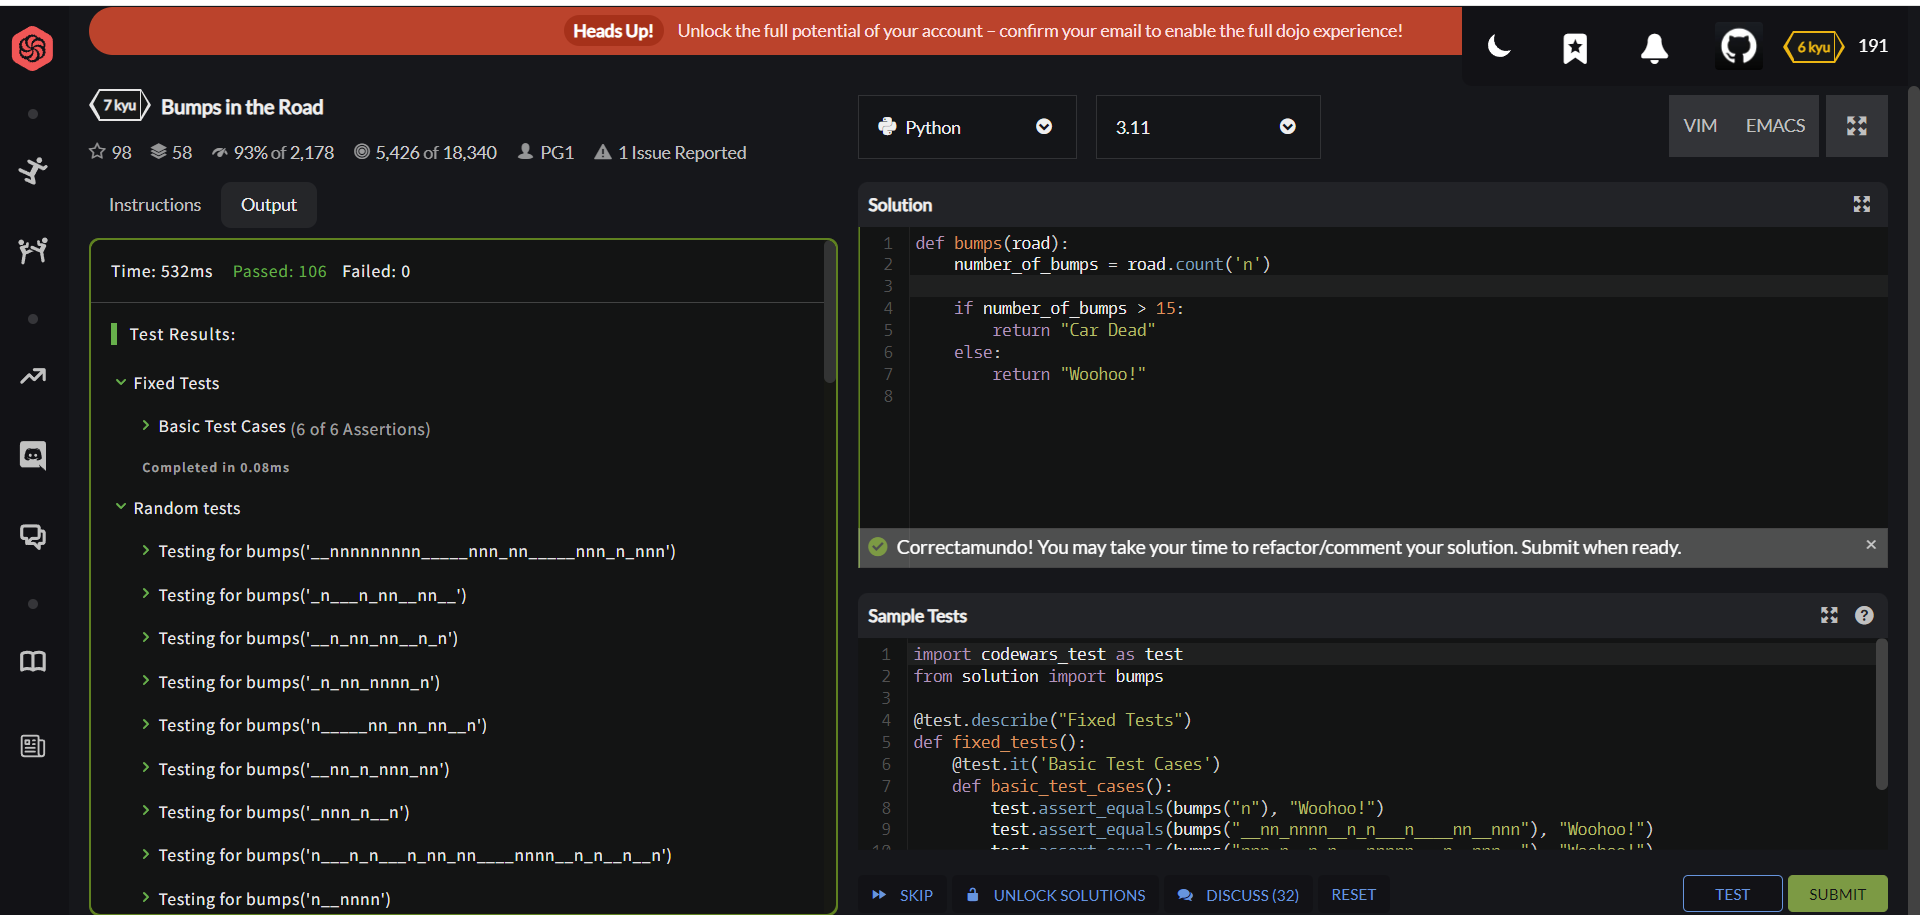 Heads Up! Unlock the full potential of your account – confirm your email to enable the full dojo experience!
6 kyu 191
7 kyu Bumps in the Road
98 58 93% of 2,178 5,426 of 18,340 PG1 1 Issue Reported
Instructions Output
Time: 532ms Passed: 106 Failed: 0
Test Results:
Fixed Tests
Basic Test Cases (6 of 6 Assertions)
Completed in 0.08ms
Random tests
Testing for bumps('__nnnnnnnnn_____nnn_nn_____nnn_n_nnn')
Testing for bumps('_n___n_nn__nn__')
Testing for bumps('__n_nn_nn__n_n')
Testing for bumps('_n_nn_nnnn_n')
Testing for bumps('n_____nn_nn_nn__n')
Testing for bumps('__nn_n_nnn_nn')
Testing for bumps('_nnn_n__n')
Testing for bumps('n___n_n___n_nn_nn____nnnn__n_n__n__n')
Testing for bumps('n__nnnn')
Python 3.11
VIM EMACS
Solution
1 def bumps(road):
2 number_of_bumps = road.count('n')
3
4 if number_of_bumps > 15:
5 return "Car Dead"
6 else:
7 return "Woohoo!"
8
Correctamundo! You may take your time to refactor/comment your solution. Submit when ready. ×
Sample Tests
1 import codewars_test as test
2 from solution import bumps
3
4 @test.describe("Fixed Tests")
5 def fixed_tests():
6 @test.it('Basic Test Cases')
7 def basic_test_cases():
8 test.assert_equals(bumps("n"), "Woohoo!")
9 test.assert_equals(bumps("__nn_nnnn__n_n___n____nn__nnn"), "Woohoo!")
SKIP UNLOCK SOLUTIONS DISCUSS (32) RESET TEST SUBMIT